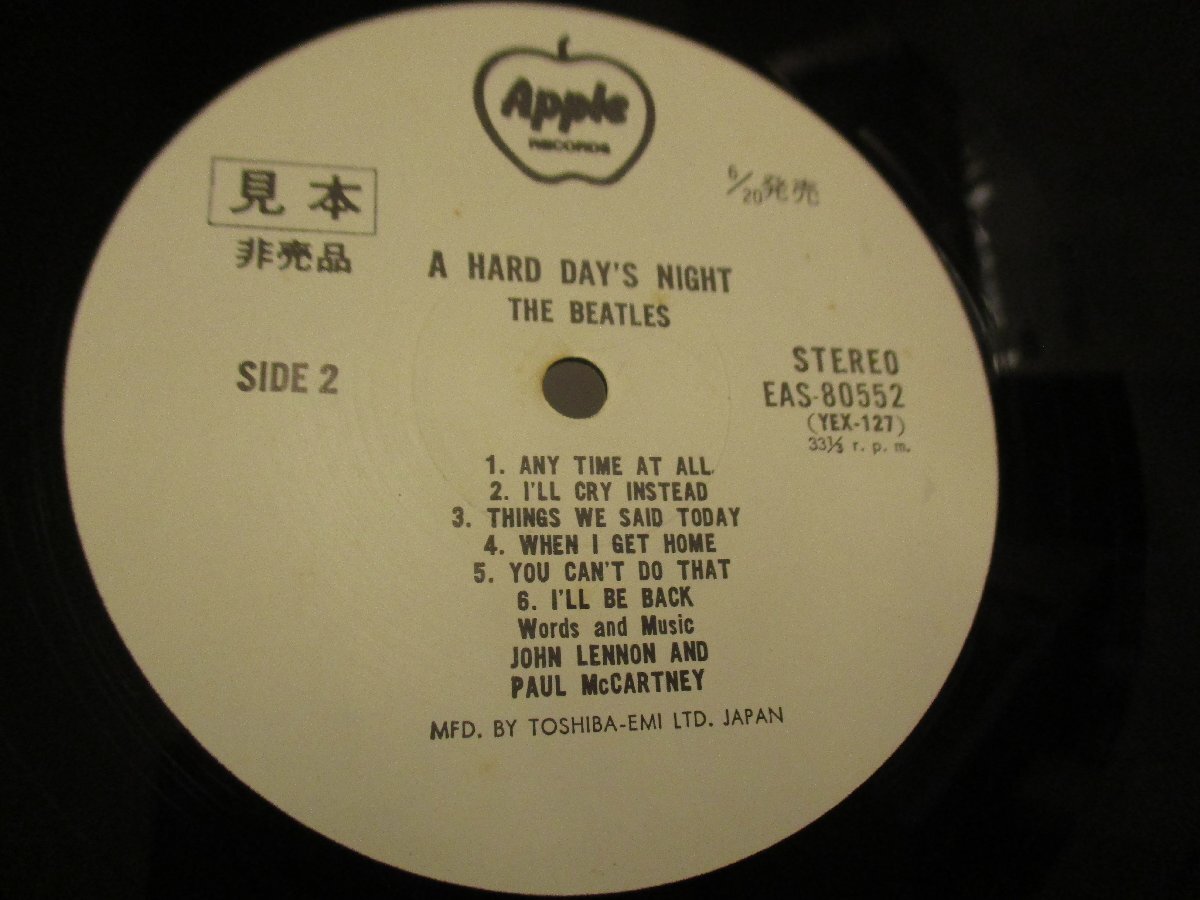 Apple
RECORDS
見本
非売品
6/20発売
A HARD DAY'S NIGHT
THE BEATLES
SIDE 2
STEREO
EAS-80552
(YEX-127)
33⅓ r. p. m.
1. ANY TIME AT ALL
2. I'LL CRY INSTEAD
3. THINGS WE SAID TODAY
4. WHEN I GET HOME
5. YOU CAN'T DO THAT
6. I'LL BE BACK
Words and Music
JOHN LENNON AND
PAUL McCARTNEY
MFD. BY TOSHIBA-EMI LTD. JAPAN